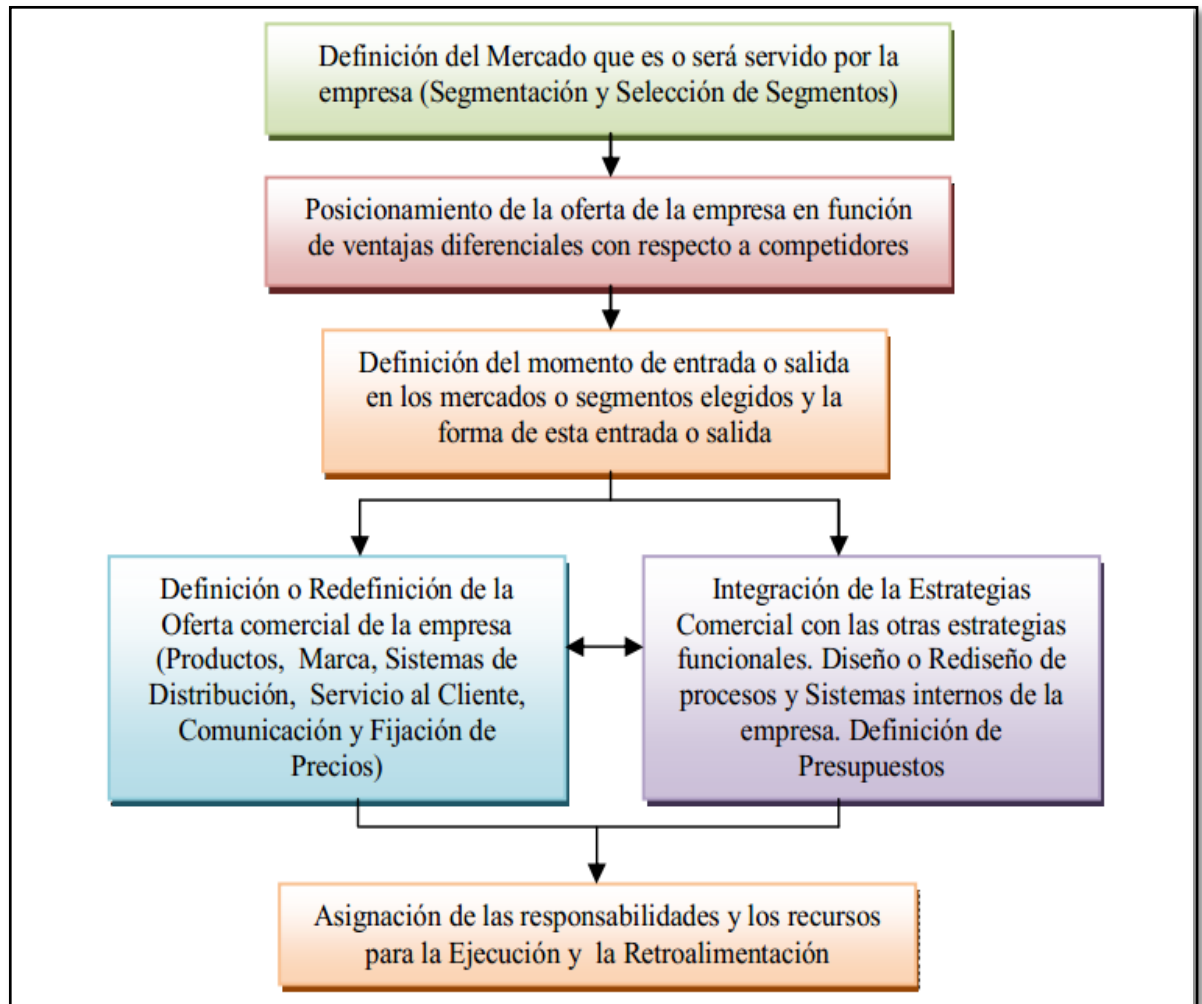 Definición del Mercado que es o será servido por la
empresa (Segmentación y Selección de Segmentos)
Posicionamiento de la oferta de la empresa en función
de ventajas diferenciales con respecto a competidores
Definición del momento de entrada o salida
en los mercados o segmentos elegidos y la
forma de esta entrada o salida
Definición o Redefinición de la
Oferta comercial de la empresa
(Productos, Marca, Sistemas de
Distribución, Servicio al Cliente,
Comunicación y Fijación de
Precios)
Integración de la Estrategias
Comercial con las otras estrategias
funcionales. Diseño o Rediseño de
procesos y Sistemas internos de la
empresa. Definición de
Presupuestos
Asignación de las responsabilidades y los recursos
para la Ejecución y la Retroalimentación